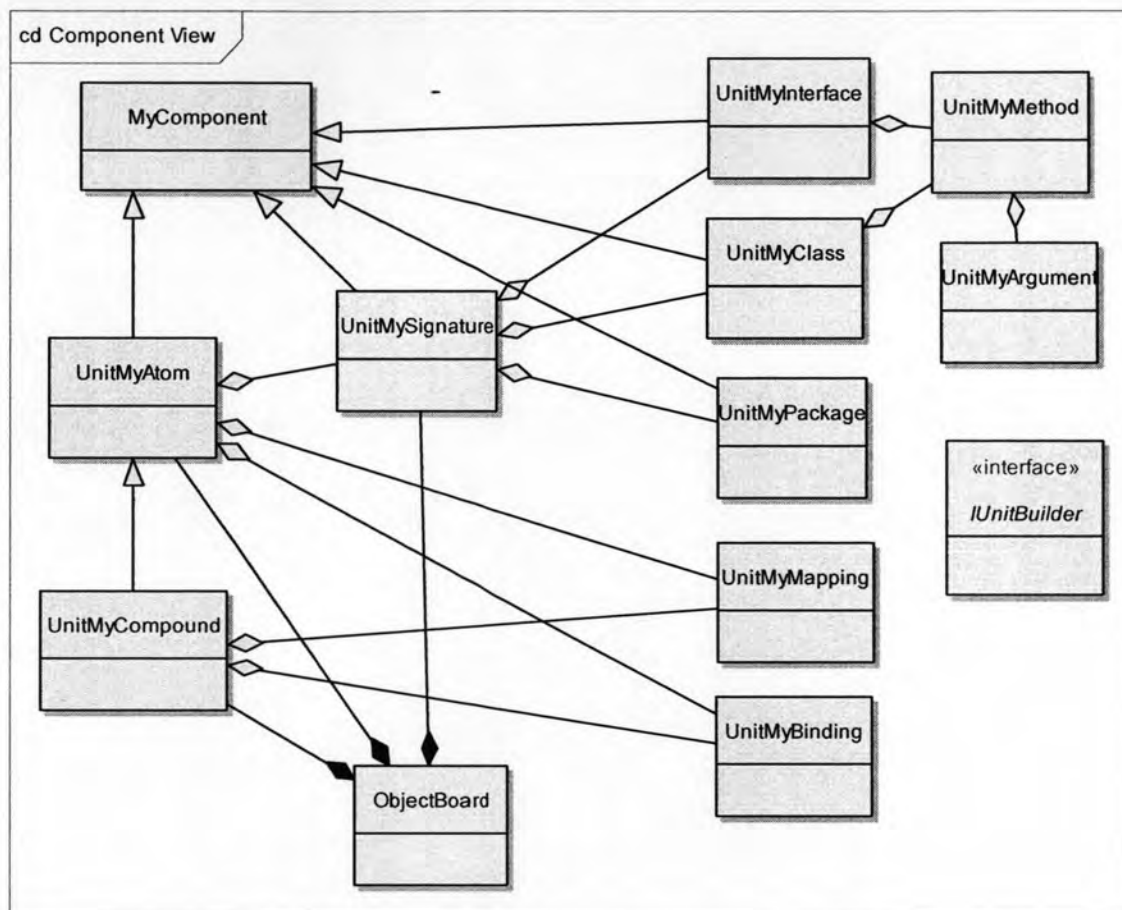 cd Component View
MyComponent
UnitMyInterface
UnitMyMethod
UnitMyClass
UnitMyArgument
UnitMySignature
UnitMyAtom
UnitMyPackage
«interface»
IUnitBuilder
UnitMyMapping
UnitMyCompound
UnitMyBinding
ObjectBoard